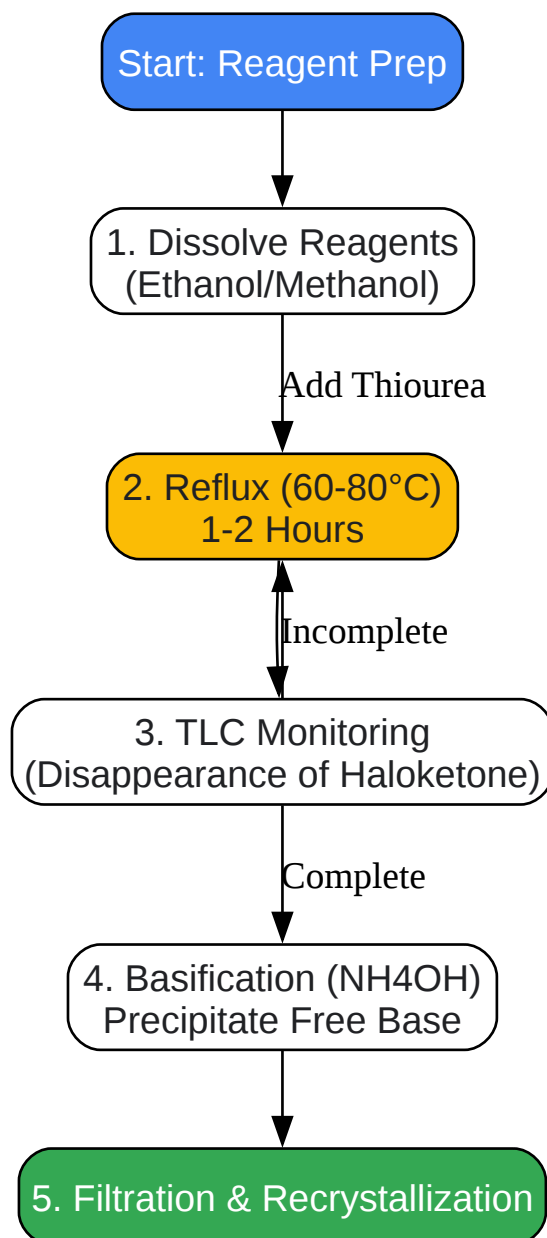 Start: Reagent Prep
1. Dissolve Reagents
(Ethanol/Methanol)
Add Thiourea
2. Reflux (60-80°C)
1-2 Hours
Incomplete
3. TLC Monitoring
(Disappearance of Haloketone)
Complete
4. Basification (NH4OH)
Precipitate Free Base
5. Filtration & Recrystallization